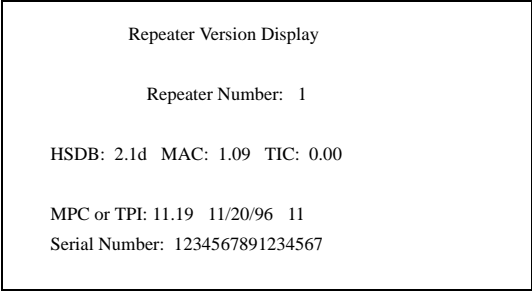 Repeater Version Display
Repeater Number: 1
HSDB: 2.1d MAC: 1.09 TIC: 0.00
MPC or TPI: 11.19 11/20/96 11
Serial Number: 1234567891234567